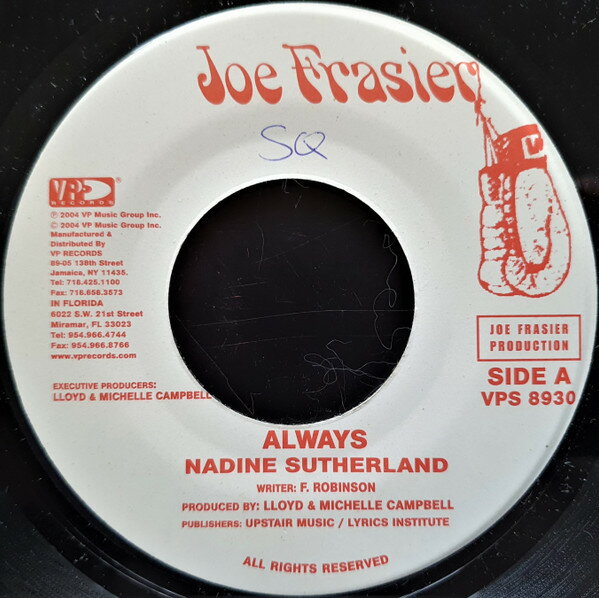 Joe Frasier
SQ
VP
RECORDS
®
℗ 2004 VP Music Group Inc.
© 2004 VP Music Group Inc.
Manufactured &
Distributed By
VP RECORDS
89-05 138th Street
Jamaica, NY 11435.
Tel: 718.425.1100
Fax: 718.658.3573
IN FLORIDA
6022 S.W. 21st Street
Miramar, FL 33023
Tel: 954.966.4744
Fax: 954.966.8766
www.vprecords.com
JOE FRASIER
PRODUCTION
SIDE A
VPS 8930
EXECUTIVE PRODUCERS:
LLOYD & MICHELLE CAMPBELL
ALWAYS
NADINE SUTHERLAND
WRITER: F. ROBINSON
PRODUCED BY: LLOYD & MICHELLE CAMPBELL
PUBLISHERS: UPSTAIR MUSIC / LYRICS INSTITUTE
ALL RIGHTS RESERVED